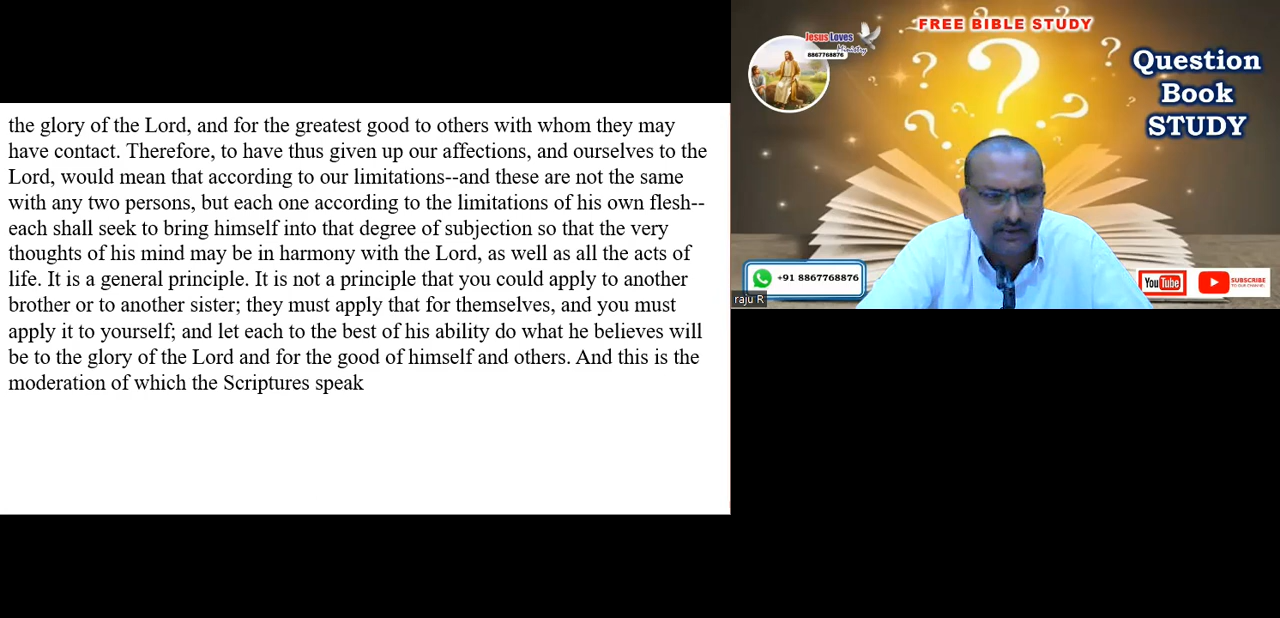 the glory of the Lord, and for the greatest good to others with whom they may
have contact. Therefore, to have thus given up our affections, and ourselves to the
Lord, would mean that according to our limitations--and these are not the same
with any two persons, but each one according to the limitations of his own flesh--
each shall seek to bring himself into that degree of subjection so that the very
thoughts of his mind may be in harmony with the Lord, as well as all the acts of
life. It is a general principle. It is not a principle that you could apply to another
brother or to another sister; they must apply that for themselves, and you must
apply it to yourself; and let each to the best of his ability do what he believes will
be to the glory of the Lord and for the good of himself and others. And this is the
moderation of which the Scriptures speak
FREE BIBLE STUDY
Jesus Loves
Ministry
8867768876
Question
Book
STUDY
+91 8867768876
raju R
YouTube
SUBSCRIBE
TO OUR CHANNEL